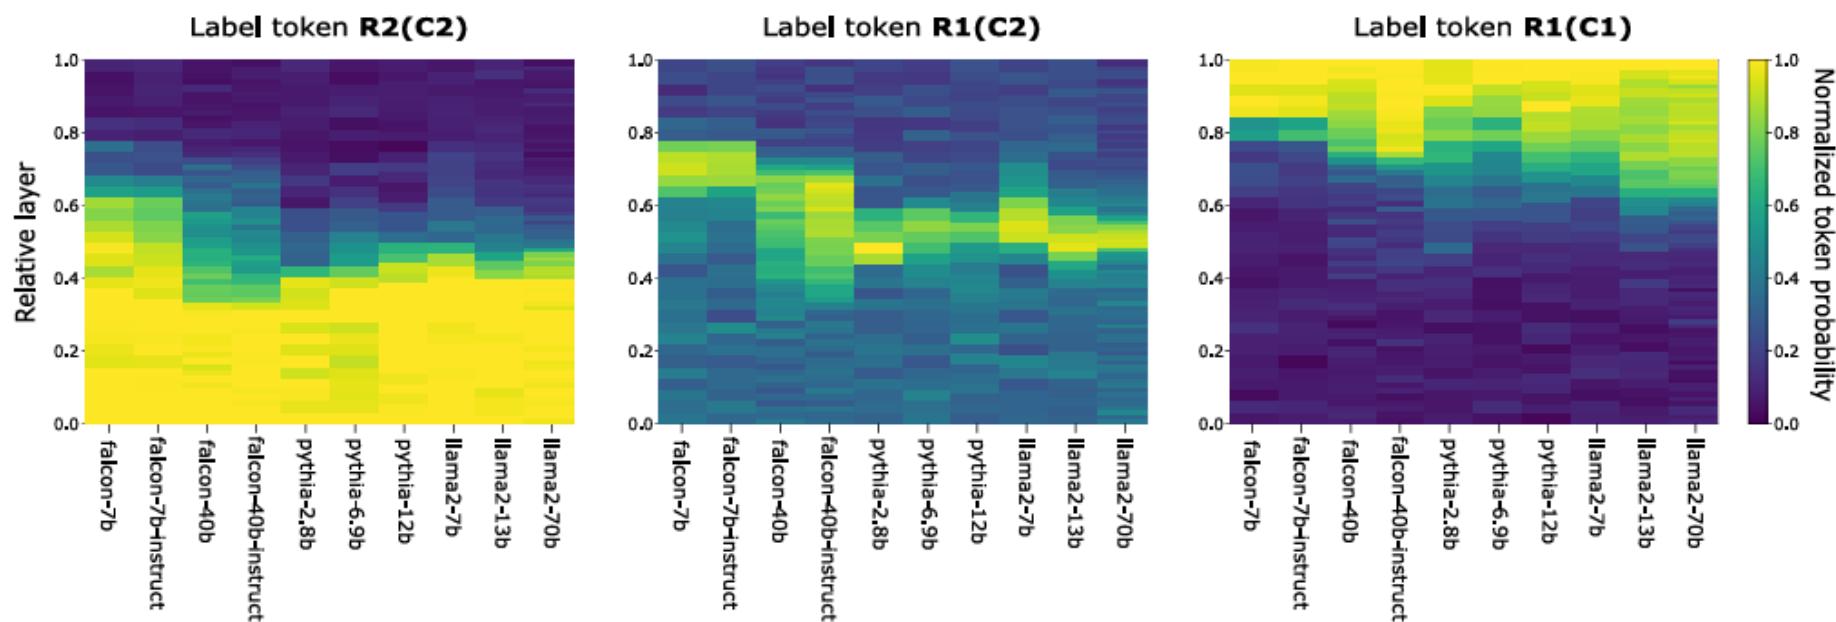 Label token R2(C2)
Label token R1(C2)
Label token R1(C1)
Relative layer
1.0
0.8
0.6
0.4
0.2
0.0
falcon-7b
falcon-7b-instruct
falcon-40b
falcon-40b-instruct
pythia-2.8b
pythia-6.9b
pythia-12b
llama2-7b
llama2-13b
llama2-70b
1.0
0.8
0.6
0.4
0.2
0.0
falcon-7b
falcon-7b-instruct
falcon-40b
falcon-40b-instruct
pythia-2.8b
pythia-6.9b
pythia-12b
llama2-7b
llama2-13b
llama2-70b
1.0
0.8
0.6
0.4
0.2
0.0
falcon-7b
falcon-7b-instruct
falcon-40b
falcon-40b-instruct
pythia-2.8b
pythia-6.9b
pythia-12b
llama2-7b
llama2-13b
llama2-70b
1.0
0.8
0.6
0.4
0.2
0.0
Normalized token probability